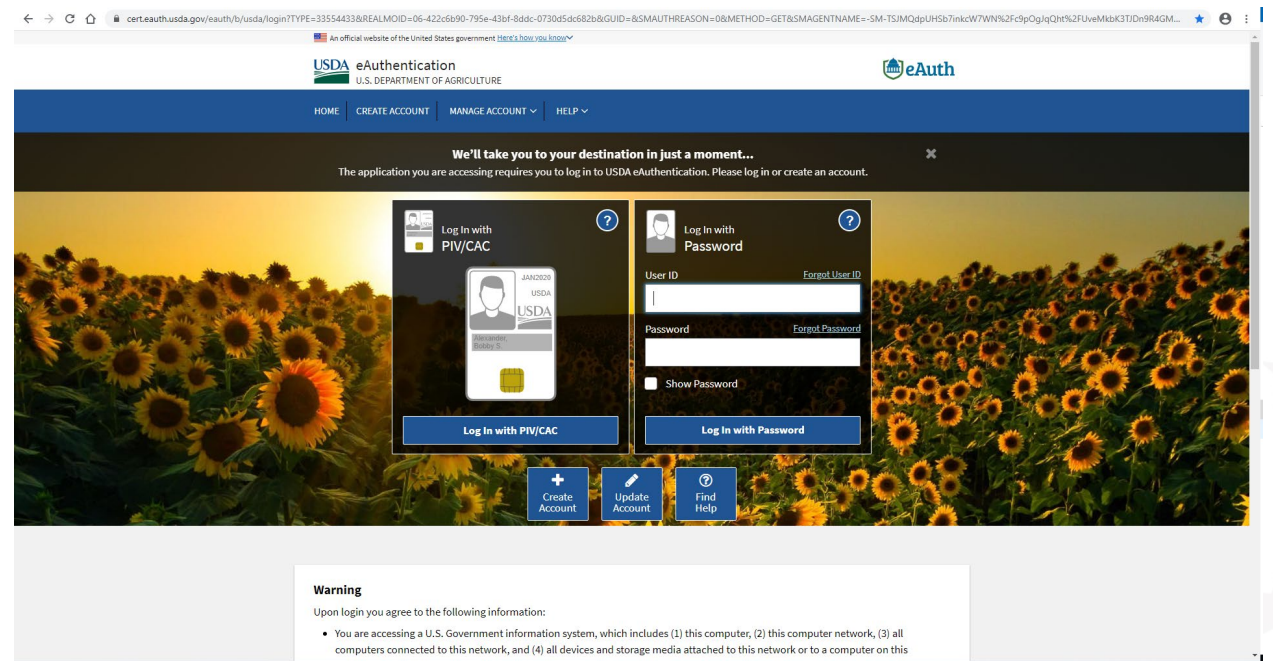 cert.eauth.usda.gov/eauth/b/usda/login?TYPE=33554433&REALMOID=06-422c6b90-795e-43bf-8ddc-0730d5dc682b&GUID=&SMAUTHREASON=0&METHOD=GET&SMAGENTNAME=-SM-TSJMQdpUHSb7inkcW7WN%2Fc9pOgJqQht%2FUveMkbK3TJDn9R4GM...
An official website of the United States government Here's how you know
USDA eAuthentication
U.S. DEPARTMENT OF AGRICULTURE
eAuth
HOME CREATE ACCOUNT MANAGE ACCOUNT HELP
We'll take you to your destination in just a moment...
The application you are accessing requires you to log in to USDA eAuthentication. Please log in or create an account.
Log In with
PIV/CAC
JAN2020
USDA
USDA
Alexander,
Bobby S.
Log In with PIV/CAC
Log In with
Password
User ID Forgot User ID
Password Forgot Password
Show Password
Log In with Password
Create
Account
Update
Account
Find
Help
Warning
Upon login you agree to the following information:
• You are accessing a U.S. Government information system, which includes (1) this computer, (2) this computer network, (3) all
computers connected to this network, and (4) all devices and storage media attached to this network or to a computer on this